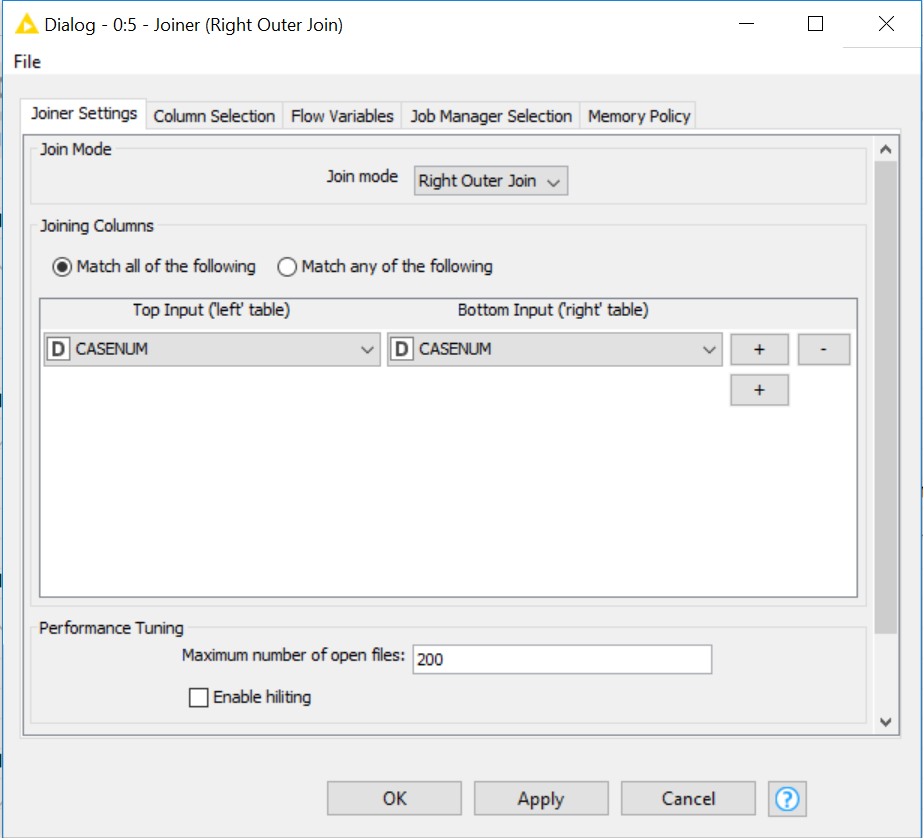 Dialog - 0:5 - Joiner (Right Outer Join)
File
Joiner Settings Column Selection Flow Variables Job Manager Selection Memory Policy
Join Mode
Join mode Right Outer Join
Joining Columns
Match all of the following Match any of the following
Top Input ('left' table) Bottom Input ('right' table)
D CASENUM D CASENUM + -
+
Performance Tuning
Maximum number of open files: 200
Enable hiliting
OK Apply Cancel ?